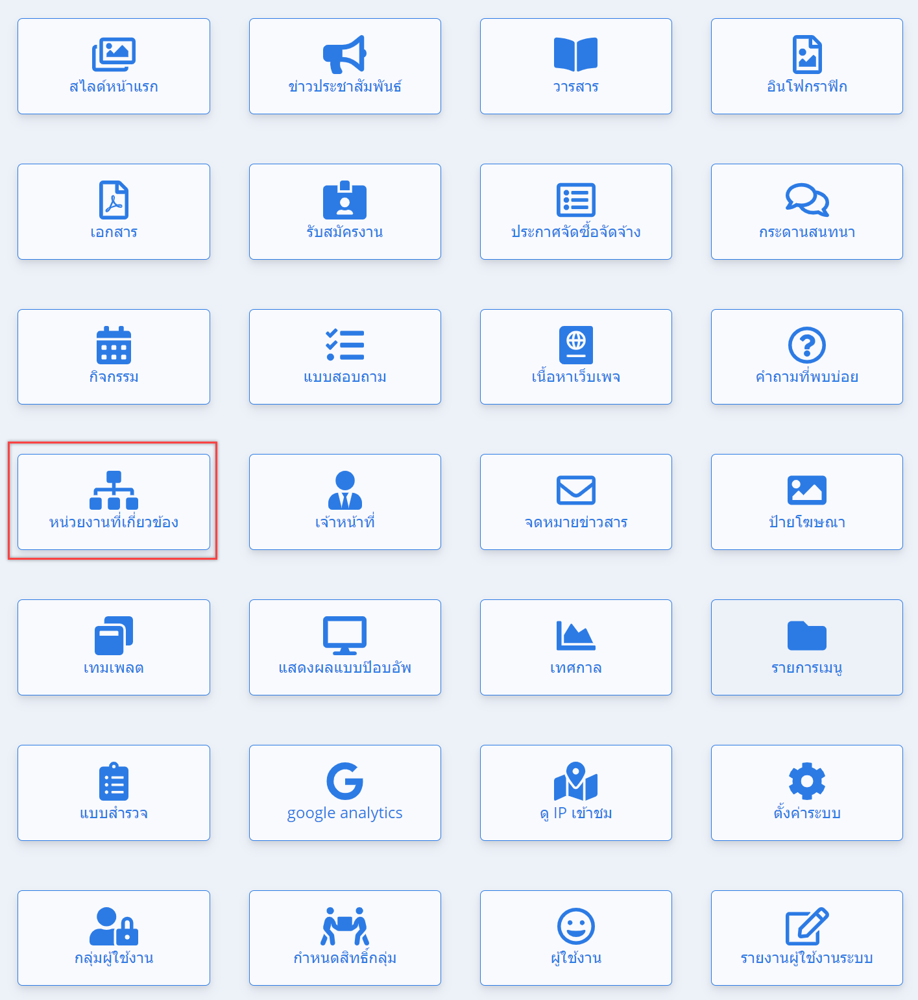 สไลด์หน้าแรก
ข่าวประชาสัมพันธ์
วารสาร
อินโฟกราฟิก
เอกสาร
รับสมัครงาน
ประกาศจัดซื้อจัดจ้าง
กระดานสนทนา
กิจกรรม
แบบสอบถาม
เนื้อหาเว็บเพจ
คำถามที่พบบ่อย
หน่วยงานที่เกี่ยวข้อง
เจ้าหน้าที่
จดหมายข่าวสาร
ป้ายโฆษณา
เทมเพลต
แสดงผลแบบป๊อบอัพ
เทศกาล
รายการเมนู
แบบสำรวจ
google analytics
ดู IP เข้าชม
ตั้งค่าระบบ
กลุ่มผู้ใช้งาน
กำหนดสิทธิ์กลุ่ม
ผู้ใช้งาน
รายงานผู้ใช้งานระบบ